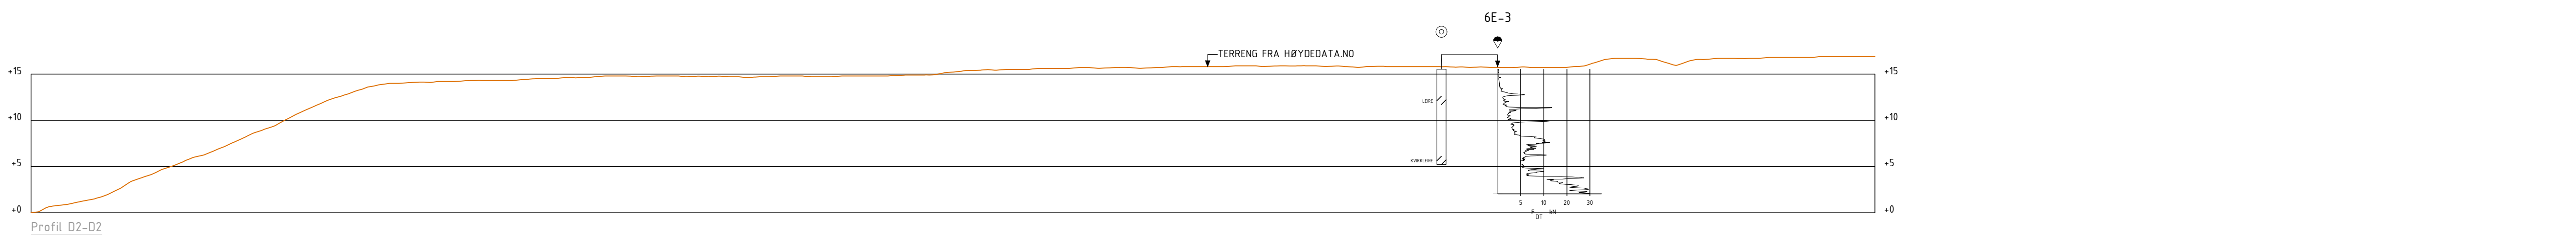 6E-3
TERRENG FRA HØYDEDATA.NO
+15 +15
LEIRE
+10 +10
KVIKKLEIRE
+5 +5
5 10 20 30
+0 +0
F DT kN
Profil D2-D2